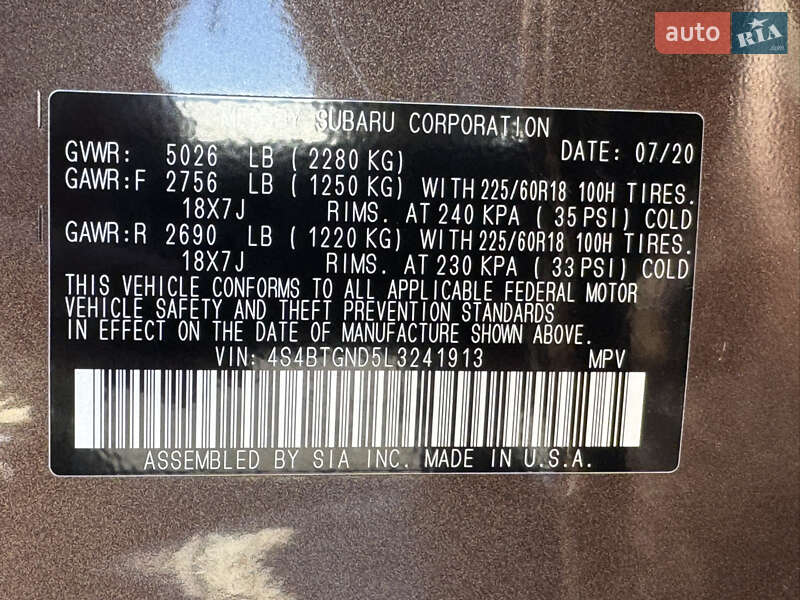 auto RIA.com
SUBARU CORPORATION
GVWR: 5026 LB ( 2280 KG) DATE: 07/20
GAWR:F 2756 LB ( 1250 KG) WITH 225/60R18 100H TIRES.
18X7J RIMS. AT 240 KPA ( 35 PSI) COLD
GAWR:R 2690 LB ( 1220 KG) WITH 225/60R18 100H TIRES.
18X7J RIMS. AT 230 KPA ( 33 PSI) COLD
THIS VEHICLE CONFORMS TO ALL APPLICABLE FEDERAL MOTOR
VEHICLE SAFETY AND THEFT PREVENTION STANDARDS
IN EFFECT ON THE DATE OF MANUFACTURE SHOWN ABOVE.
VIN: 4S4BTGND5L3241913 MPV
ASSEMBLED BY SIA INC. MADE IN U.S.A.